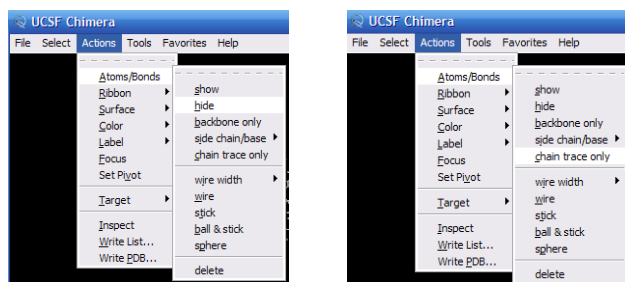 UCSF Chimera
File Select Actions Tools Favorites Help
Atoms/Bonds
Ribbon
Surface
Color
Label
Focus
Set Pivot
Target
Inspect
Write List...
Write PDB...
show
hide
backbone only
side chain/base
chain trace only
wire width
wire
stick
ball & stick
sphere
delete
UCSF Chimera
File Select Actions Tools Favorites Help
Atoms/Bonds
Ribbon
Surface
Color
Label
Focus
Set Pivot
Target
Inspect
Write List...
Write PDB...
show
hide
backbone only
side chain/base
chain trace only
wire width
wire
stick
ball & stick
sphere
delete